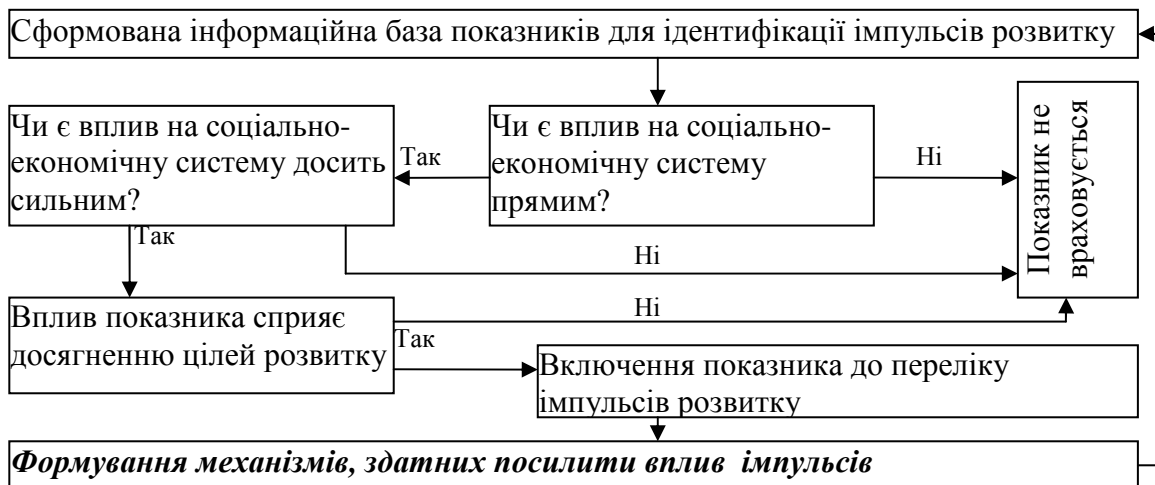 Сформована інформаційна база показників для ідентифікації імпульсів розвитку
Чи є вплив на соціально-
економічну систему досить
сильним?
Так
Чи є вплив на соціально-
економічну систему
прямим?
Ні
Показник не
враховується
Так
Ні
Вплив показника сприяє
досягненню цілей розвитку
Ні
Так
Включення показника до переліку
імпульсів розвитку
Формування механізмів, здатних посилити вплив імпульсів